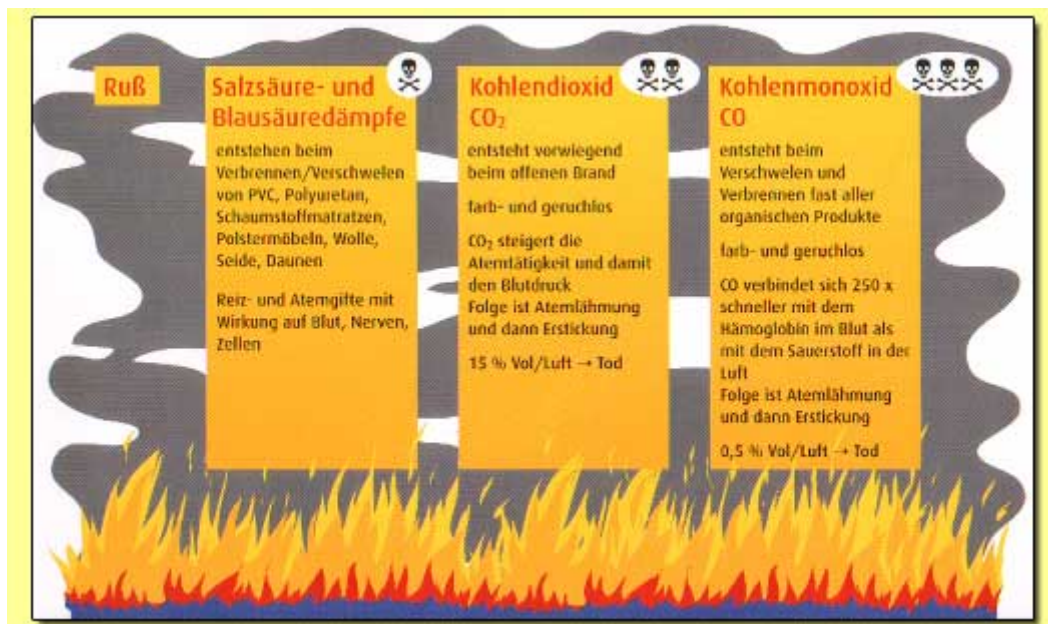 Ruß
Salzsäure- und
Blausäuredämpfe
entstehen beim
Verbrennen/Verschwelen
von PVC, Polyuretan,
Schaumstoffmatratzen,
Polstermöbeln, Wolle,
Seide, Daunen
Reiz- und Atemgifte mit
Wirkung auf Blut, Nerven,
Zellen
Kohlendioxid
CO₂
entsteht vorwiegend
beim offenen Brand
farb- und geruchlos
CO₂ steigert die
Atemtätigkeit und damit
den Blutdruck
Folge ist Atemlähmung
und dann Erstickung
15 % Vol/Luft → Tod
Kohlenmonoxid
CO
entsteht beim
Verschwelen und
Verbrennen fast aller
organischen Produkte
farb- und geruchlos
CO verbindet sich 250 x
schneller mit dem
Hämoglobin im Blut als
mit dem Sauerstoff in der
Luft
Folge ist Atemlähmung
und dann Erstickung
0,5 % Vol/Luft → Tod